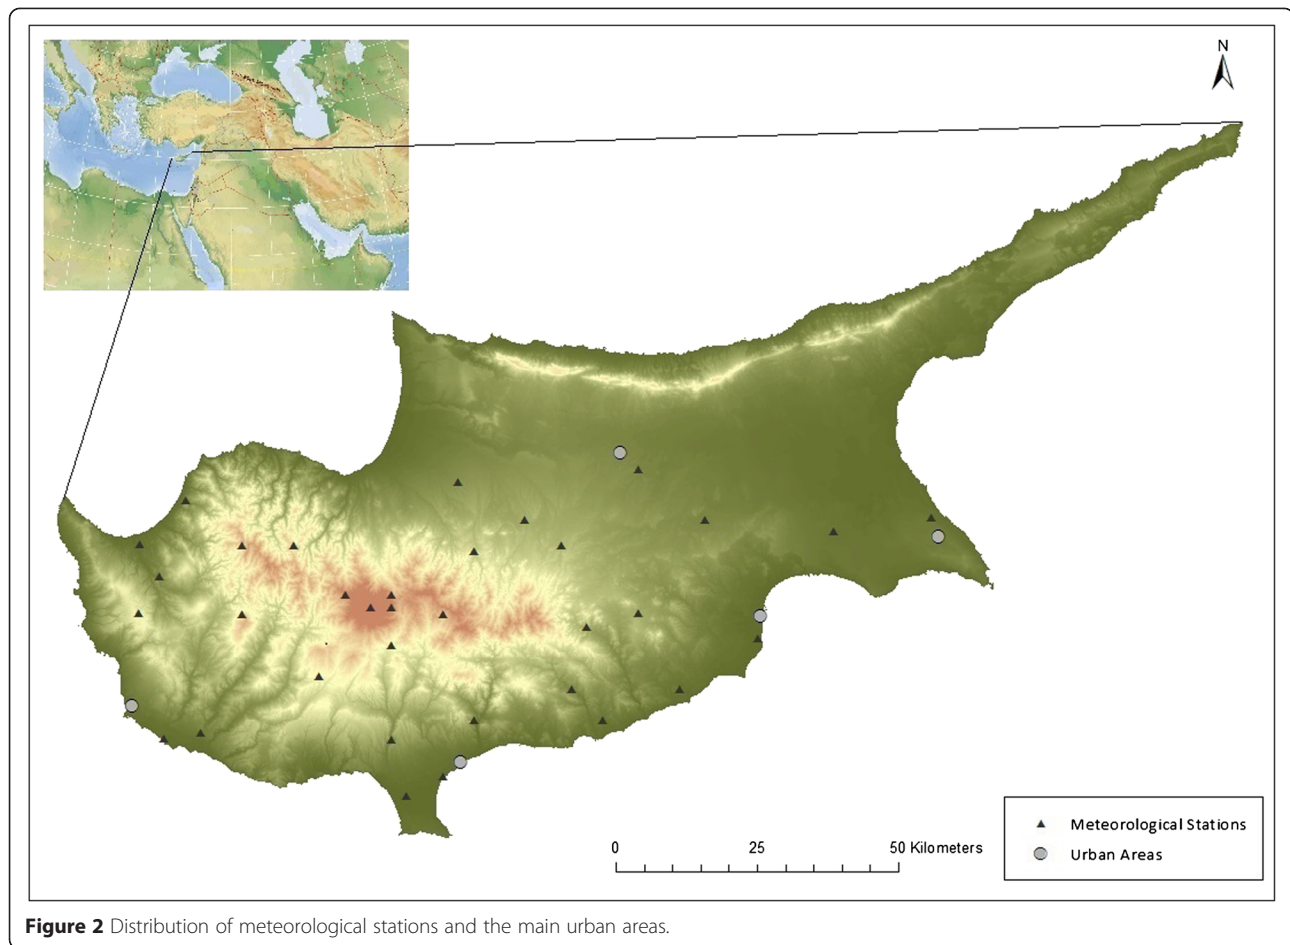 N
0 25 50 Kilometers
Meteorological Stations
Urban Areas
Figure 2 Distribution of meteorological stations and the main urban areas.